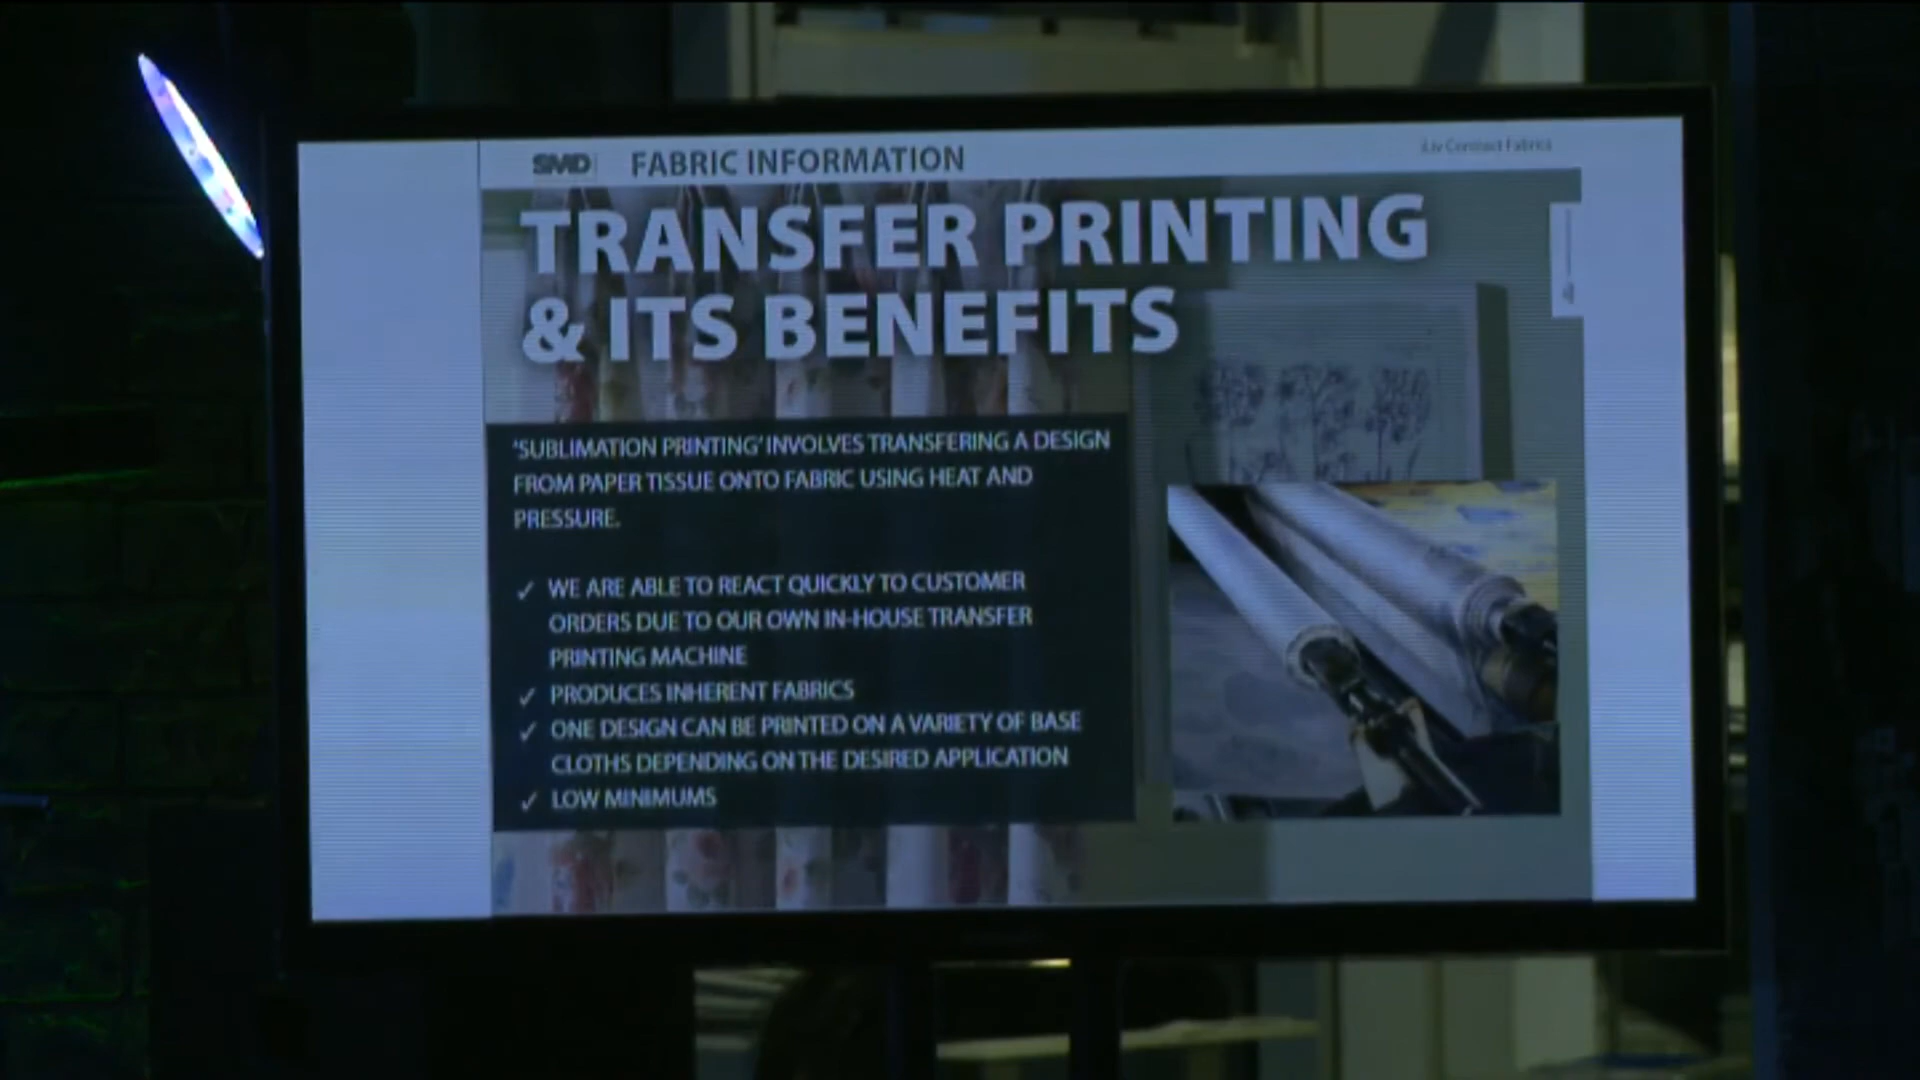 SMD FABRIC INFORMATION
iLiv Contract Fabrics
TRANSFER PRINTING
& ITS BENEFITS
'SUBLIMATION PRINTING' INVOLVES TRANSFERING A DESIGN
FROM PAPER TISSUE ONTO FABRIC USING HEAT AND
PRESSURE.
✓ WE ARE ABLE TO REACT QUICKLY TO CUSTOMER
ORDERS DUE TO OUR OWN IN-HOUSE TRANSFER
PRINTING MACHINE
✓ PRODUCES INHERENT FABRICS
✓ ONE DESIGN CAN BE PRINTED ON A VARIETY OF BASE
CLOTHS DEPENDING ON THE DESIRED APPLICATION
✓ LOW MINIMUMS